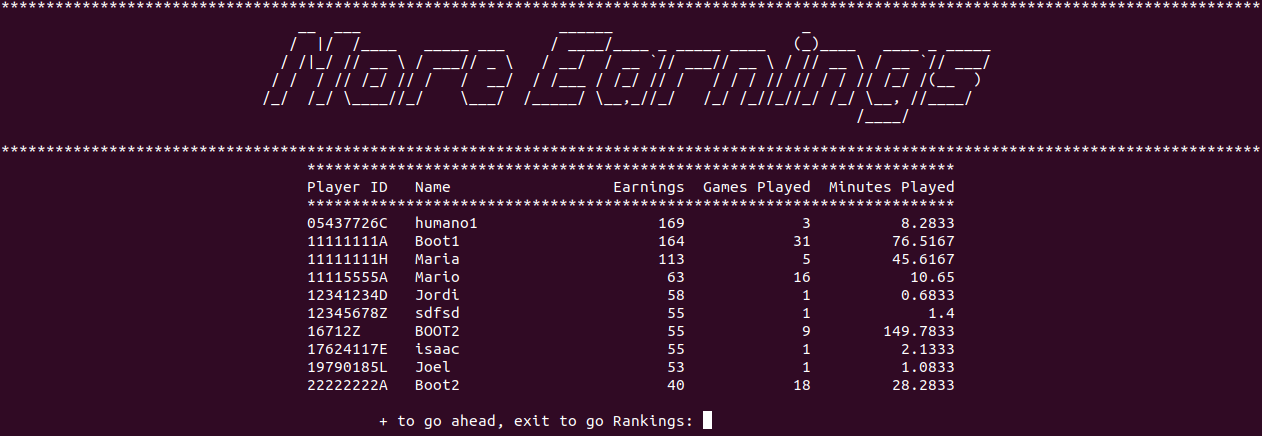 More Earnings
Player ID Name Earnings Games Played Minutes Played
05437726C humano1 169 3 8.2833
11111111A Boot1 164 31 76.5167
11111111H Maria 113 5 45.6167
11115555A Mario 63 16 10.65
12341234D Jordi 58 1 0.6833
12345678Z sdfsd 55 1 1.4
16712Z BOOT2 55 9 149.7833
17624117E isaac 55 1 2.1333
19790185L Joel 53 1 1.0833
22222222A Boot2 40 18 28.2833
+ to go ahead, exit to go Rankings: